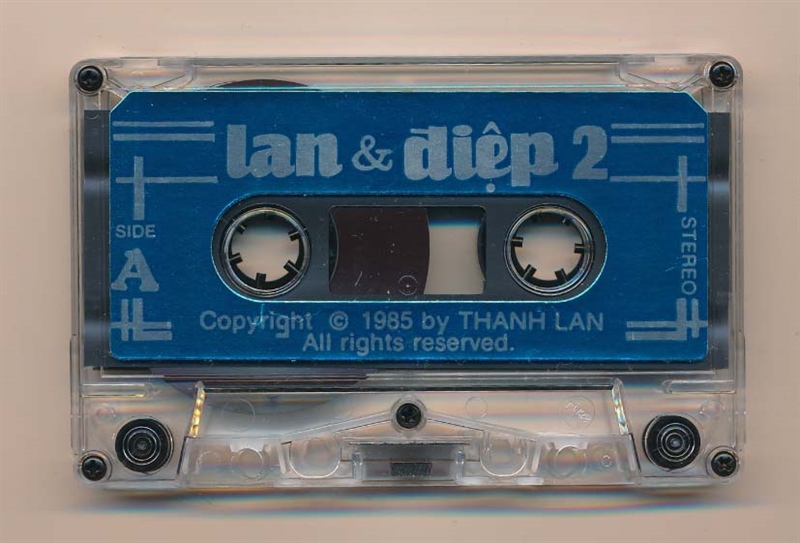 lan & điệp 2
SIDE
A
STEREO
Copyright © 1985 by THANH LAN
All rights reserved.